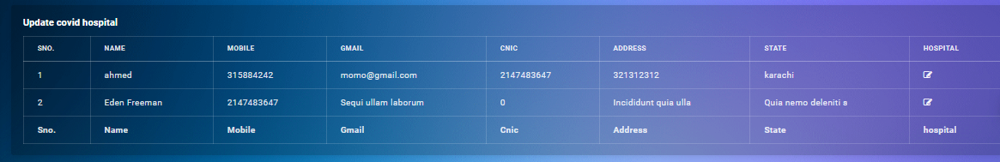 Update covid hospital
SNO. NAME MOBILE GMAIL CNIC ADDRESS STATE HOSPITAL
1 ahmed 315884242 momo@gmail.com 2147483647 321312312 karachi
2 Eden Freeman 2147483647 Sequi ullam laborum 0 Incididunt quia ulla Quia nemo deleniti s
Sno. Name Mobile Gmail Cnic Address State hospital